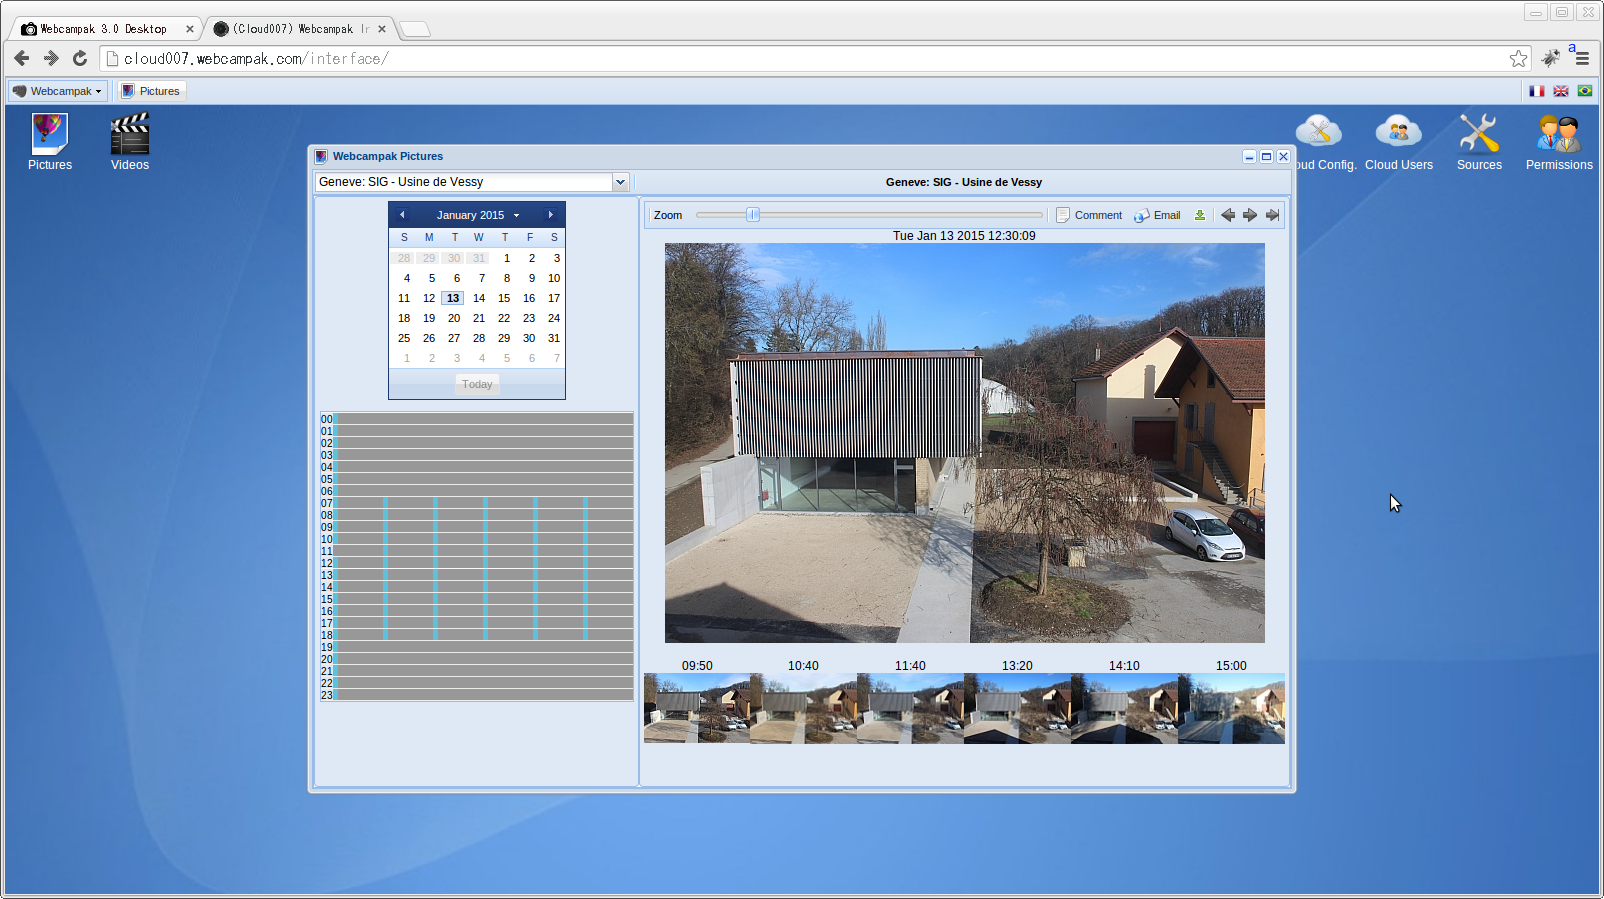 Webcampak 3.0 Desktop
(Cloud007) Webcampak In
cloud007.webcampak.com/interface/
a
Webcampak
Pictures
Pictures
Videos
oud Config.
Cloud Users
Sources
Permissions
Webcampak Pictures
Geneve: SIG - Usine de Vessy
Geneve: SIG - Usine de Vessy
January 2015
S M T W T F S
28 29 30 31 1 2 3
4 5 6 7 8 9 10
11 12 13 14 15 16 17
18 19 20 21 22 23 24
25 26 27 28 29 30 31
1 2 3 4 5 6 7
Today
00
01
02
03
04
05
06
07
08
09
10
11
12
13
14
15
16
17
18
19
20
21
22
23
Zoom
Comment
Email
Tue Jan 13 2015 12:30:09
09:50 10:40 11:40 13:20 14:10 15:00